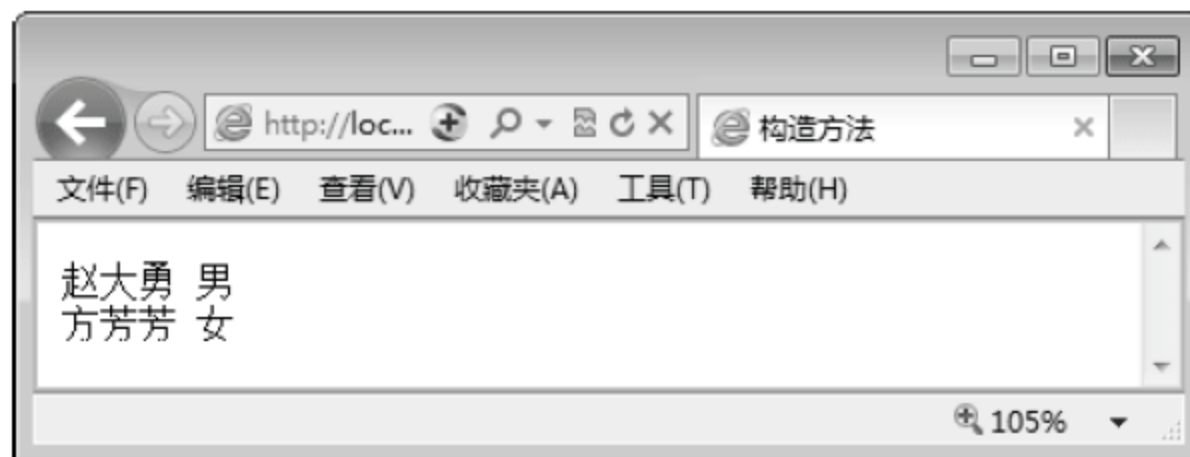 http://loc...
构造方法
文件(F) 编辑(E) 查看(V) 收藏夹(A) 工具(T) 帮助(H)
赵大勇 男
方芳芳 女
105%